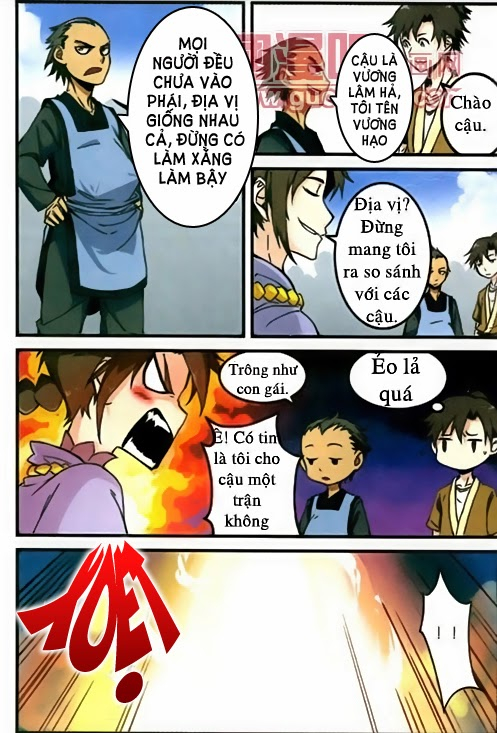 MỌI
NGƯỜI ĐỀU
CHƯA VÀO
PHÁI, ĐỊA VỊ
GIỐNG NHAU
CẢ, ĐỪNG CÓ
LÀM XẰNG
LÀM BẬY
CẬU LÀ
VƯƠNG
LÂM HẢ,
TÔI TÊN
VƯƠNG
HẠO
Chào
cậu.
Địa vị?
Đừng
mang tôi
ra so sánh
với các
cậu.
Trông như
con gái.
Ẻo lả
quá
Ê! Có tin
là tôi cho
cậu một
trận không
XOẸT
! !